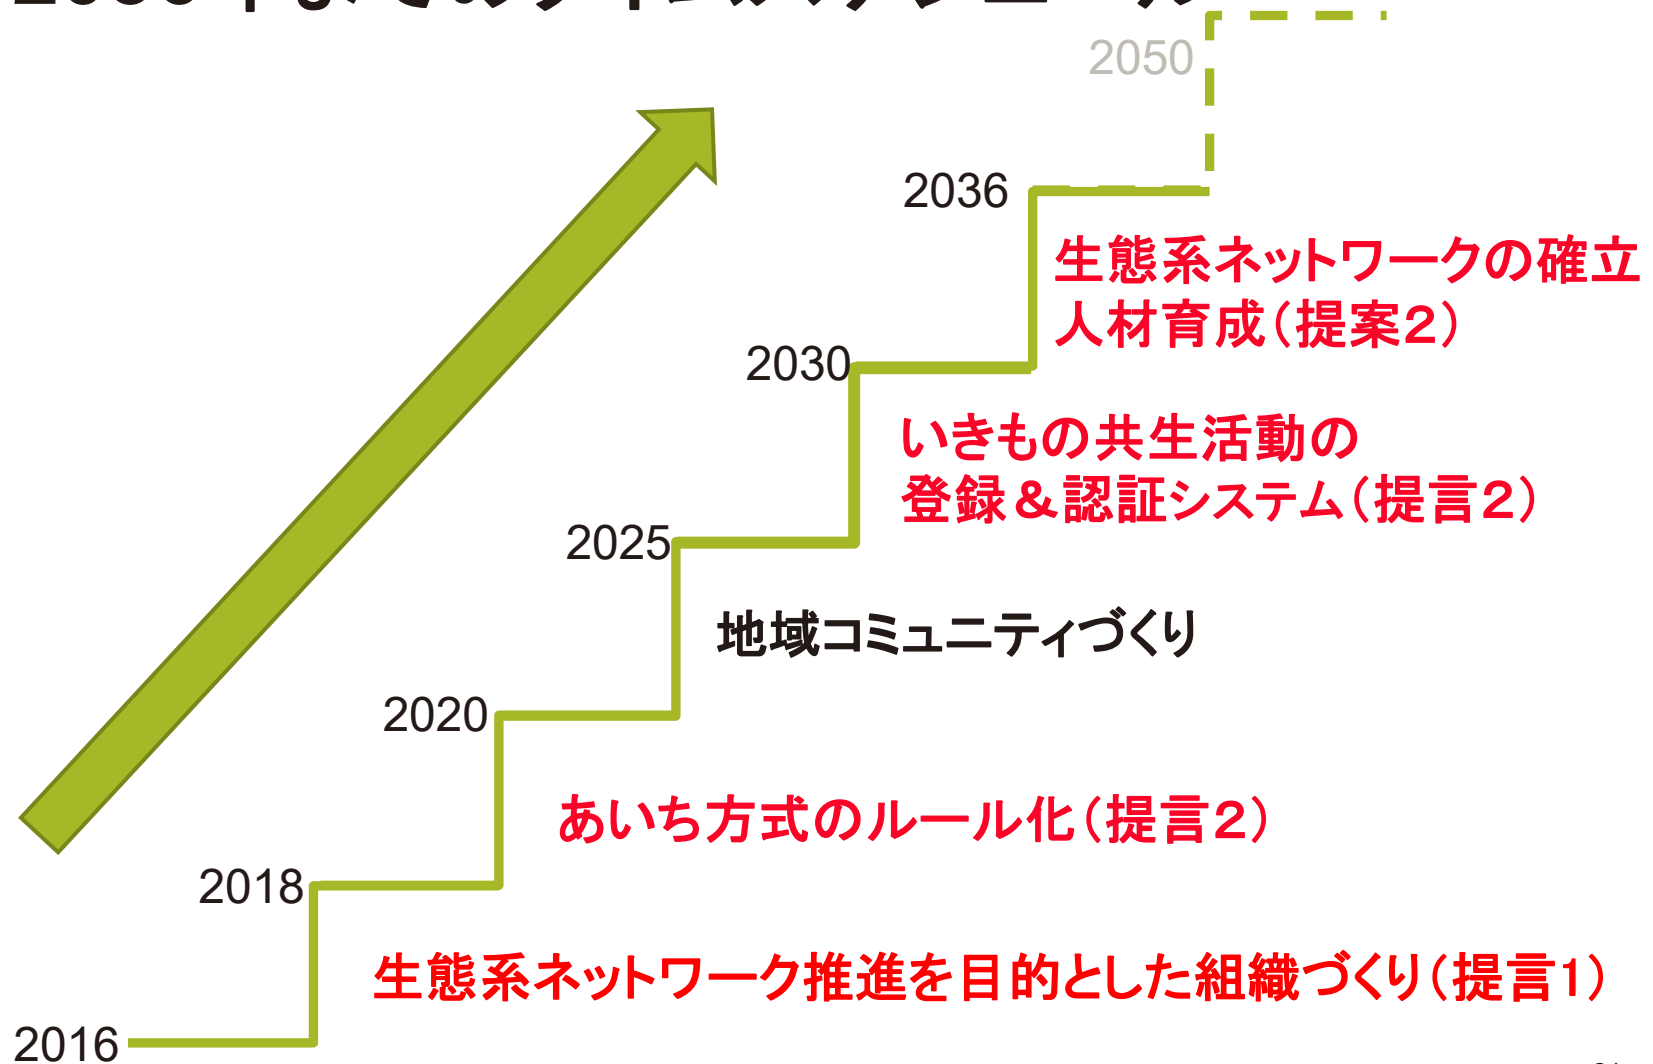 2050
2036
生態系ネットワークの確立
人材育成（提案２）
2030
いきもの共生活動の
登録＆認証システム（提言２）
2025
地域コミュニティづくり
2020
あいち方式のルール化（提言２）
2018
生態系ネットワーク推進を目的とした組織づくり（提言１）
2016